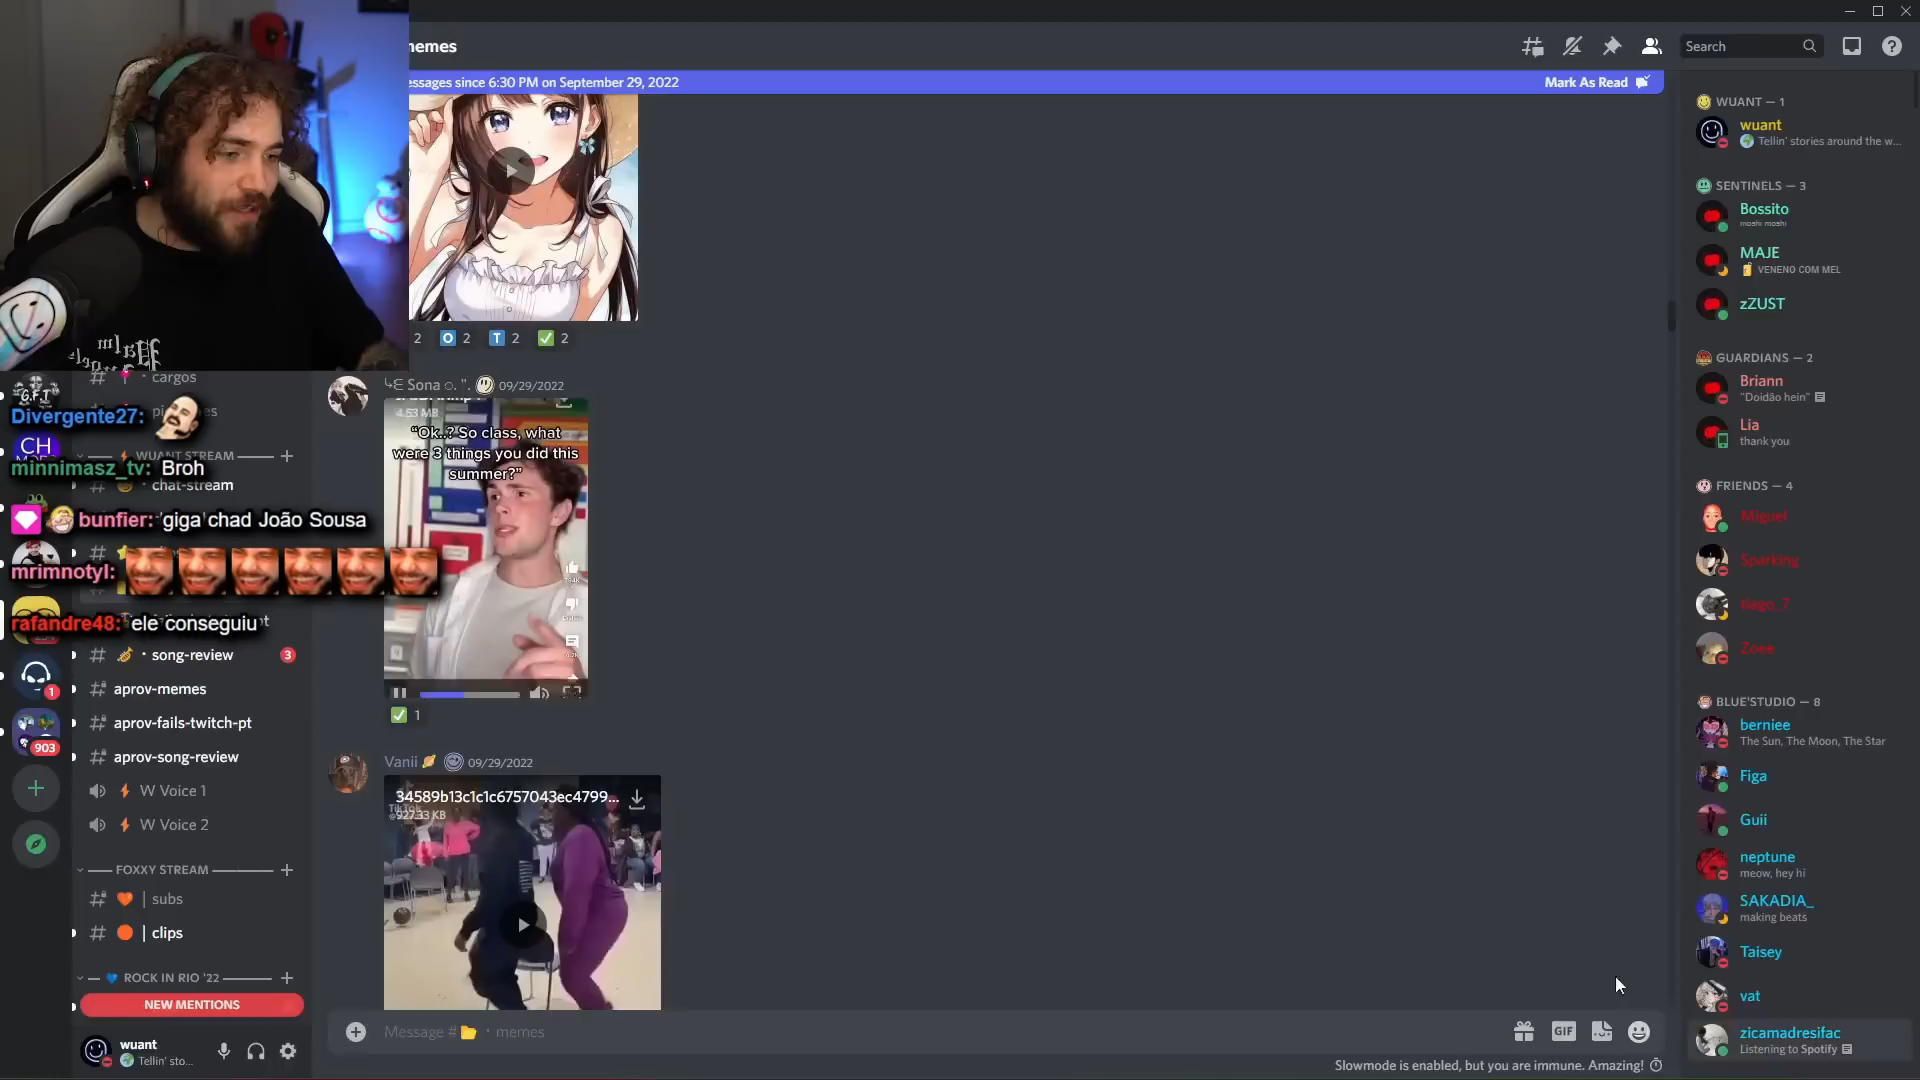 memes
Search
essages since 6:30 PM on September 29, 2022
Mark As Read
2 O 2 T 2 2
Sona
09/29/2022
4.53 MB
"Ok..? So class, what
were 3 things you did this
summer?"
1
Vanii
09/29/2022
34589b13c1c1c6757043ec4799...
TikTok
927.33 KB
Message # · memes
GIF
Slowmode is enabled, but you are immune. Amazing!
# · cargos
Divergente27:
WUANT STREAM
CH
minnimasz_tv: Broh
chat-stream
bunfier: giga chad João Sousa
mrimnotyl:
rafandre48: ele conseguiu
# · song-review 3
aprov-memes
1
aprov-fails-twitch-pt
903
aprov-song-review
W Voice 1
W Voice 2
FOXXY STREAM
# | subs
# | clips
ROCK IN RIO '22
NEW MENTIONS
wuant
Tellin' sto...
WUANT — 1
wuant
Tellin' stories around the w...
SENTINELS — 3
Bossito
moshi moshi
MAJE
VENENO COM MEL
zZUST
GUARDIANS — 2
Briann
"Doidão hein"
Lia
thank you
FRIENDS — 4
Miguel
Sparking
tiago_7
Zoee
BLUE'STUDIO — 8
berniee
The Sun, The Moon, The Star
Figa
Guii
neptune
meow, hey hi
SAKADIA_
making beats
Taisey
vat
zicamadresifac
Listening to Spotify